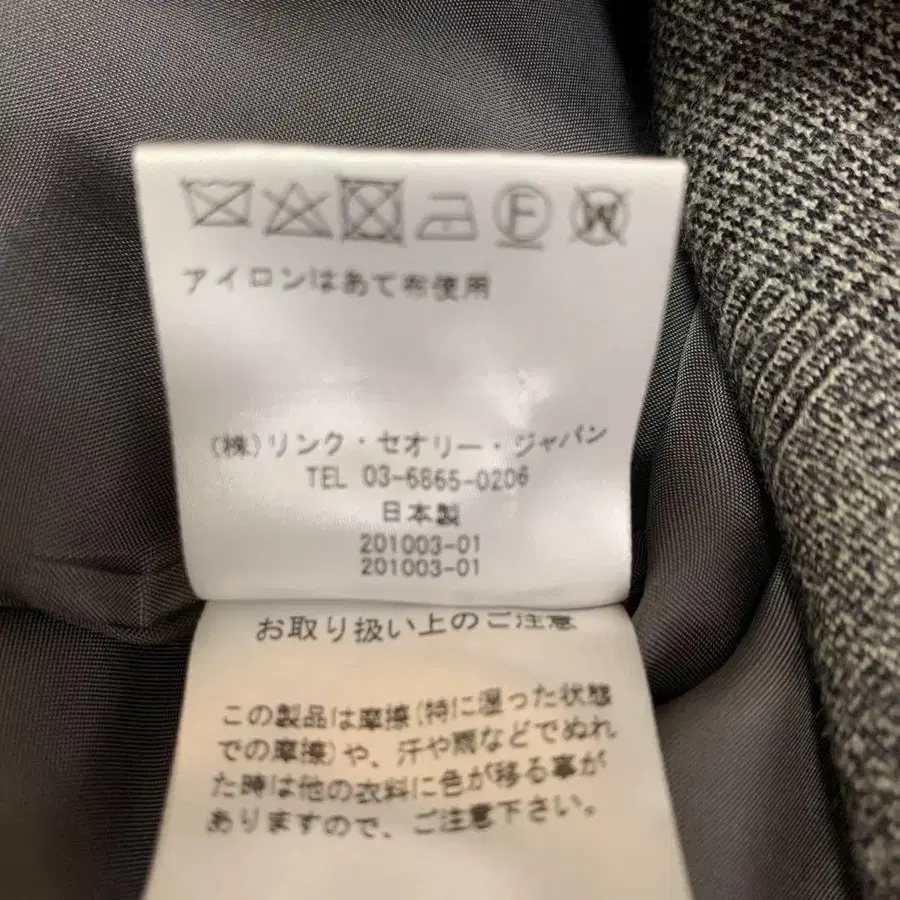 F W
アイロンはあて布使用
(株)リンク・セオリー・ジャパン
TEL 03-6865-0206
日本製
201003-01
201003-01
お取り扱い上のご注意
この製品は摩擦(特に湿った状態
での摩擦)や、汗や雨などでぬれ
た時は他の衣料に色が移る事が
ありますので、ご注意下さい。